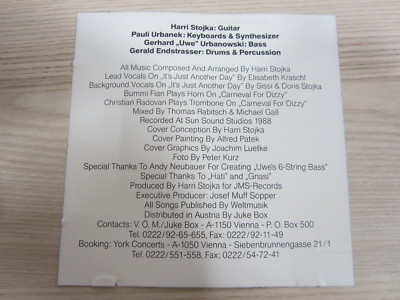 Harri Stojka: Guitar
Pauli Urbanek: Keyboards & Synthesizer
Gerhard „Uwe" Urbanowski: Bass
Gerald Endstrasser: Drums & Percussion
All Music Composed And Arranged By Harri Stojka
Lead Vocals On „It's Just Another Day" By Elisabeth Kraschl
Background Vocals On „It's Just Another Day" By Sissi & Doris Stojka
Bummi Fian Plays Horn On „Carneval For Dizzy"
Christian Radovan Plays Trombone On „Carneval For Dizzy"
Mixed By Thomas Rabitsch & Michael Gall
Recorded At Sun Sound Studios 1988
Cover Conception By Harri Stojka
Cover Painting By Alfred Patek
Cover Graphics By Joachim Luetke
Foto By Peter Kurz
Special Thanks To Andy Neubauer For Creating „Uwe's 6-String Bass"
Special Thanks To „Hati" and „Gnasi"
Produced By Harri Stojka for JMS-Records
Executive Producer: Josef Muff Sopper
All Songs Published By Weltmusik
Distributed in Austria By Juke Box
Contacts: V. O. M./Juke Box - A-1150 Vienna - P. O. Box 500
Tel. 0222/92-65-655, Fax: 0222/92-11-49
Booking: York Concerts - A-1050 Vienna - Siebenbrunnengasse 21/1
Tel. 0222/551-558, Fax: 0222/54-72-41